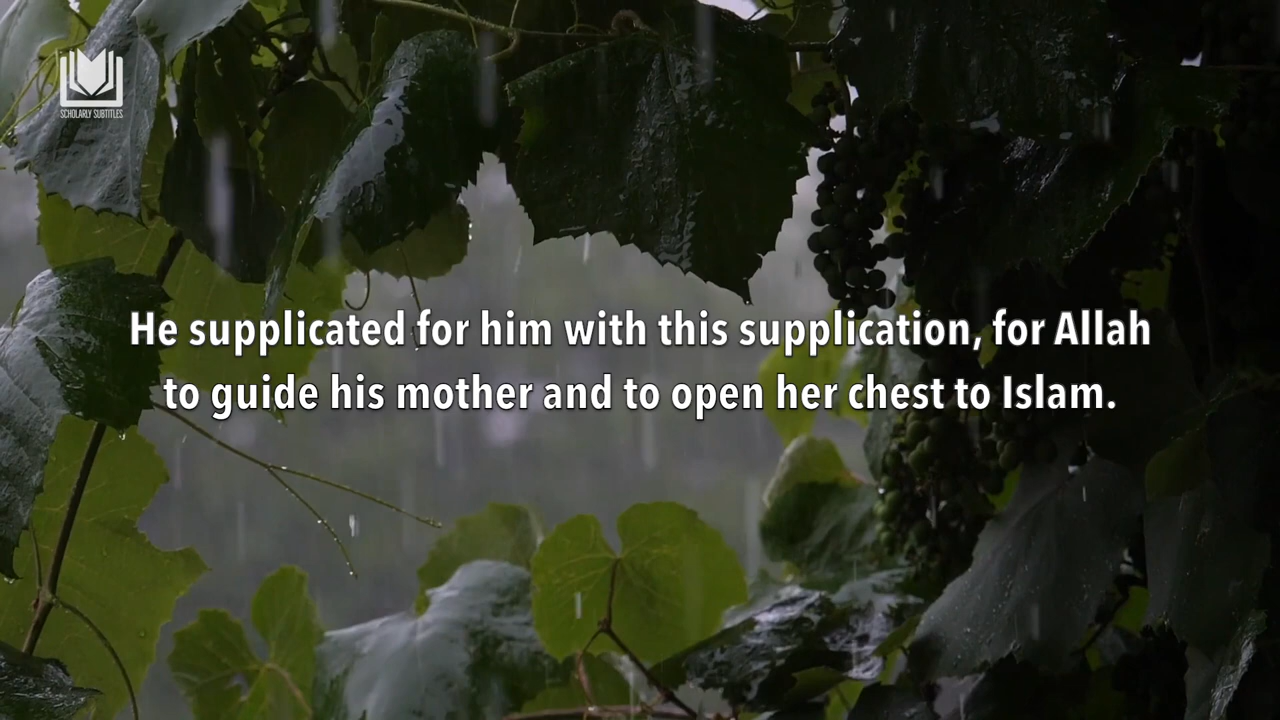 SCHOLARLY SUBTITLES
He supplicated for him with this supplication, for Allah
to guide his mother and to open her chest to Islam.